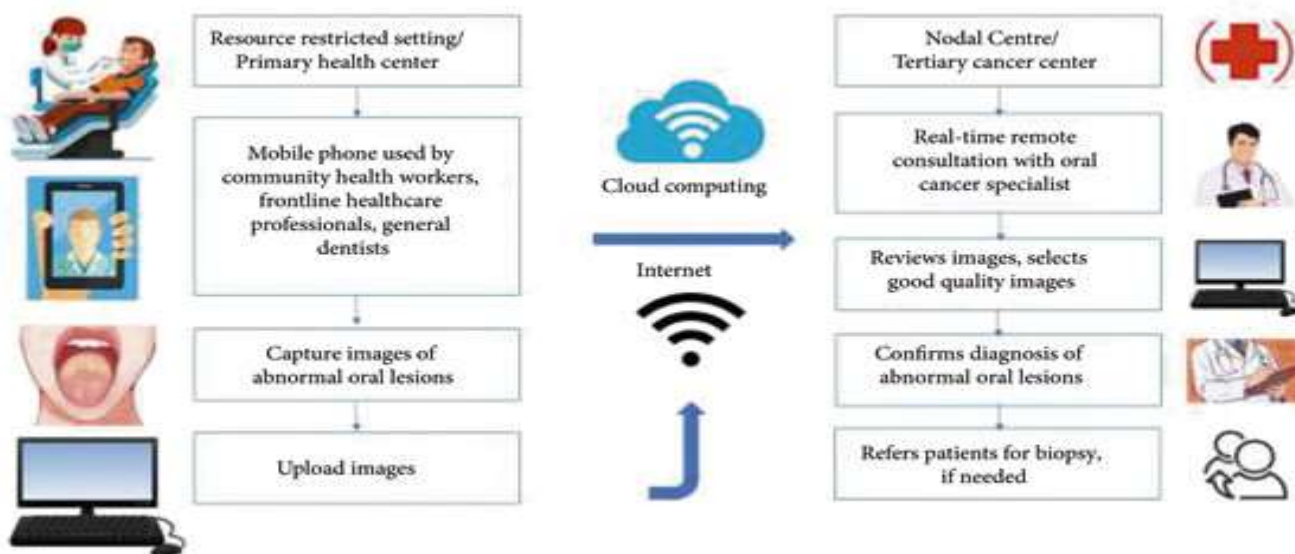 Resource restricted setting/
Primary health center
Mobile phone used by
community health workers,
frontline healthcare
professionals, general
dentists
Capture images of
abnormal oral lesions
Upload images
Cloud computing
Internet
Nodal Centre/
Tertiary cancer center
Real-time remote
consultation with oral
cancer specialist
Reviews images, selects
good quality images
Confirms diagnosis of
abnormal oral lesions
Refers patients for biopsy,
if needed